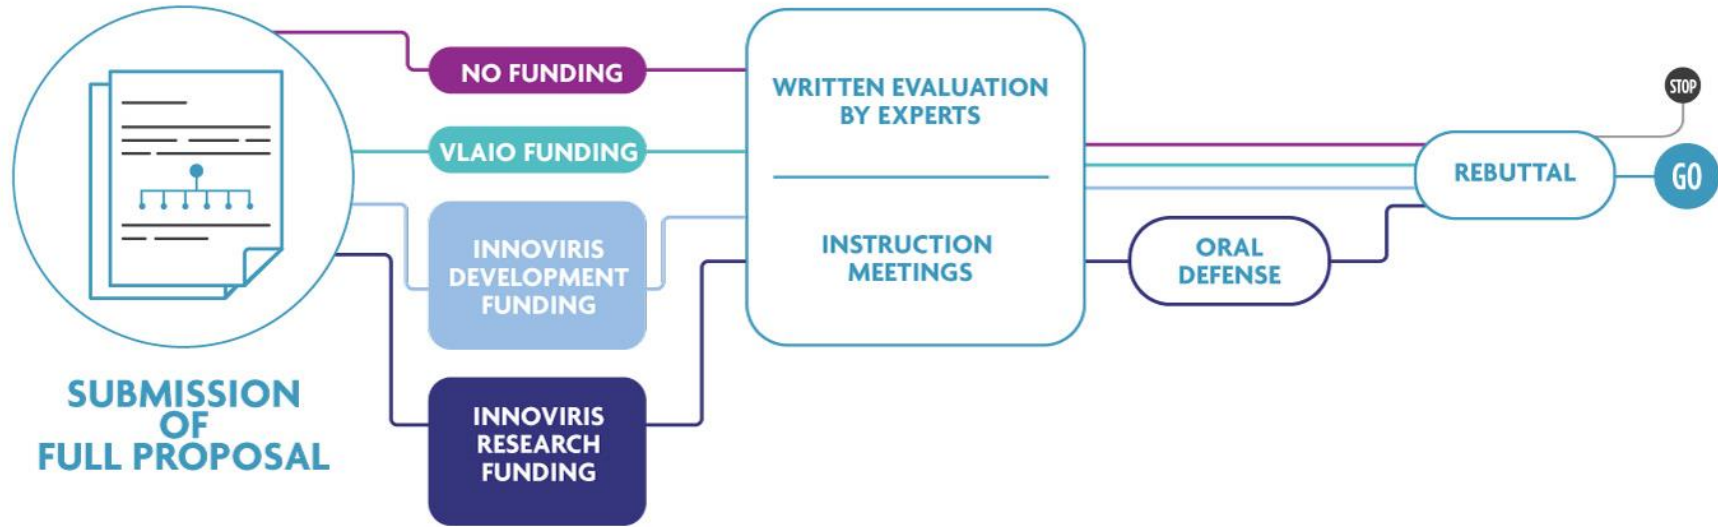 SUBMISSION
OF
FULL PROPOSAL
NO FUNDING
VLAIO FUNDING
INNOVIRIS
DEVELOPMENT
FUNDING
INNOVIRIS
RESEARCH
FUNDING
WRITTEN EVALUATION
BY EXPERTS
INSTRUCTION
MEETINGS
ORAL
DEFENSE
REBUTTAL
STOP
GO